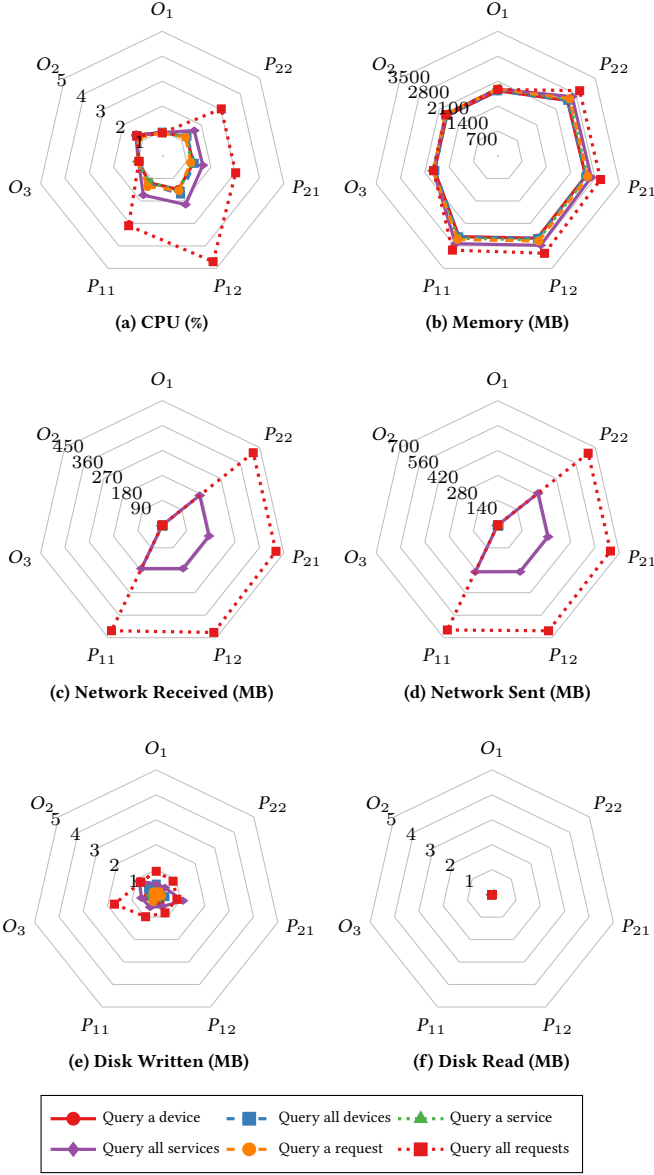 O₁ O₁
O₂ P₂₂ O₂ P₂₂
5 3500
4 2800
3 2100
2 1400
1 700
O₃ P₂₁ O₃ P₂₁
P₁₁ P₁₂ P₁₁ P₁₂
(a) CPU (%) (b) Memory (MB)
O₁ O₁
O₂ P₂₂ O₂ P₂₂
450 700
360 560
270 420
180 280
90 140
O₃ P₂₁ O₃ P₂₁
P₁₁ P₁₂ P₁₁ P₁₂
(c) Network Received (MB) (d) Network Sent (MB)
O₁ O₁
O₂ P₂₂ O₂ P₂₂
5 5
4 4
3 3
2 2
1 1
O₃ P₂₁ O₃ P₂₁
P₁₁ P₁₂ P₁₁ P₁₂
(e) Disk Written (MB) (f) Disk Read (MB)
Query a device Query all devices Query a service
Query all services Query a request Query all requests